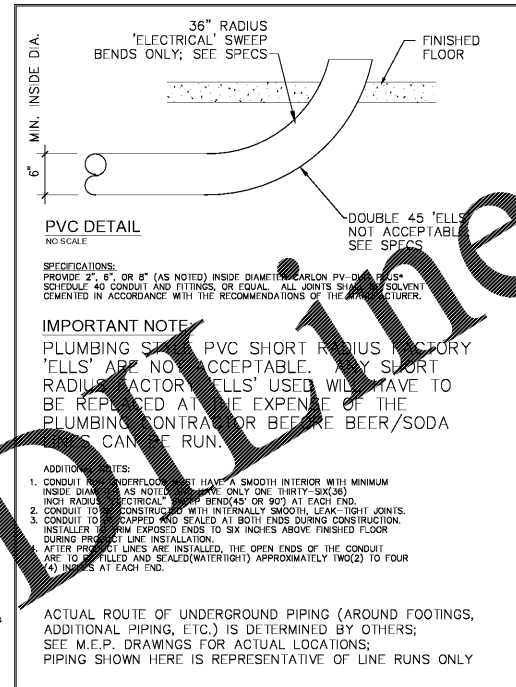 36" RADIUS
'ELECTRICAL' SWEEP
BENDS ONLY; SEE SPECS
FINISHED
FLOOR
6" MIN. INSIDE DIA.
DOUBLE 45 'ELLS'
NOT ACCEPTABLE
SEE SPECS
PVC DETAIL
NO SCALE
SPECIFICATIONS:
PROVIDE 2", 6", OR 8" (AS NOTED) INSIDE DIAMETER CARLON PV-DUIT PLUS*
SCHEDULE 40 CONDUIT AND FITTINGS, OR EQUAL. ALL JOINTS SHALL BE SOLVENT
CEMENTED IN ACCORDANCE WITH THE RECOMMENDATIONS OF THE MANUFACTURER.
IMPORTANT NOTE:
PLUMBING STYLE PVC SHORT RADIUS FACTORY
'ELLS' ARE NOT ACCEPTABLE. ANY SHORT
RADIUS FACTORY 'ELLS' USED WILL HAVE TO
BE REPLACED AT THE EXPENSE OF THE
PLUMBING CONTRACTOR BEFORE BEER/SODA
LINES CAN BE RUN.
ADDITIONAL NOTES:
1. CONDUIT RUN UNDERFLOOR MUST HAVE A SMOOTH INTERIOR WITH MINIMUM
INSIDE DIAMETER AS NOTED AND HAVE ONLY ONE THIRTY-SIX(36)
INCH RADIUS "ELECTRICAL" SWEEP BEND(45' OR 90') AT EACH END.
2. CONDUIT TO BE CONSTRUCTED WITH INTERNALLY SMOOTH, LEAK-TIGHT JOINTS.
3. CONDUIT TO BE CAPPED AND SEALED AT BOTH ENDS DURING CONSTRUCTION.
INSTALLER TO TRIM EXPOSED ENDS TO SIX INCHES ABOVE FINISHED FLOOR
DURING PRODUCT LINE INSTALLATION.
4. AFTER PRODUCT LINES ARE INSTALLED, THE OPEN ENDS OF THE CONDUIT
ARE TO BE FILLED AND SEALED(WATERTIGHT) APPROXIMATELY TWO(2) TO FOUR
(4) INCHES AT EACH END.
ACTUAL ROUTE OF UNDERGROUND PIPING (AROUND FOOTINGS,
ADDITIONAL PIPING, ETC.) IS DETERMINED BY OTHERS;
SEE M.E.P. DRAWINGS FOR ACTUAL LOCATIONS;
PIPING SHOWN HERE IS REPRESENTATIVE OF LINE RUNS ONLY
DILine